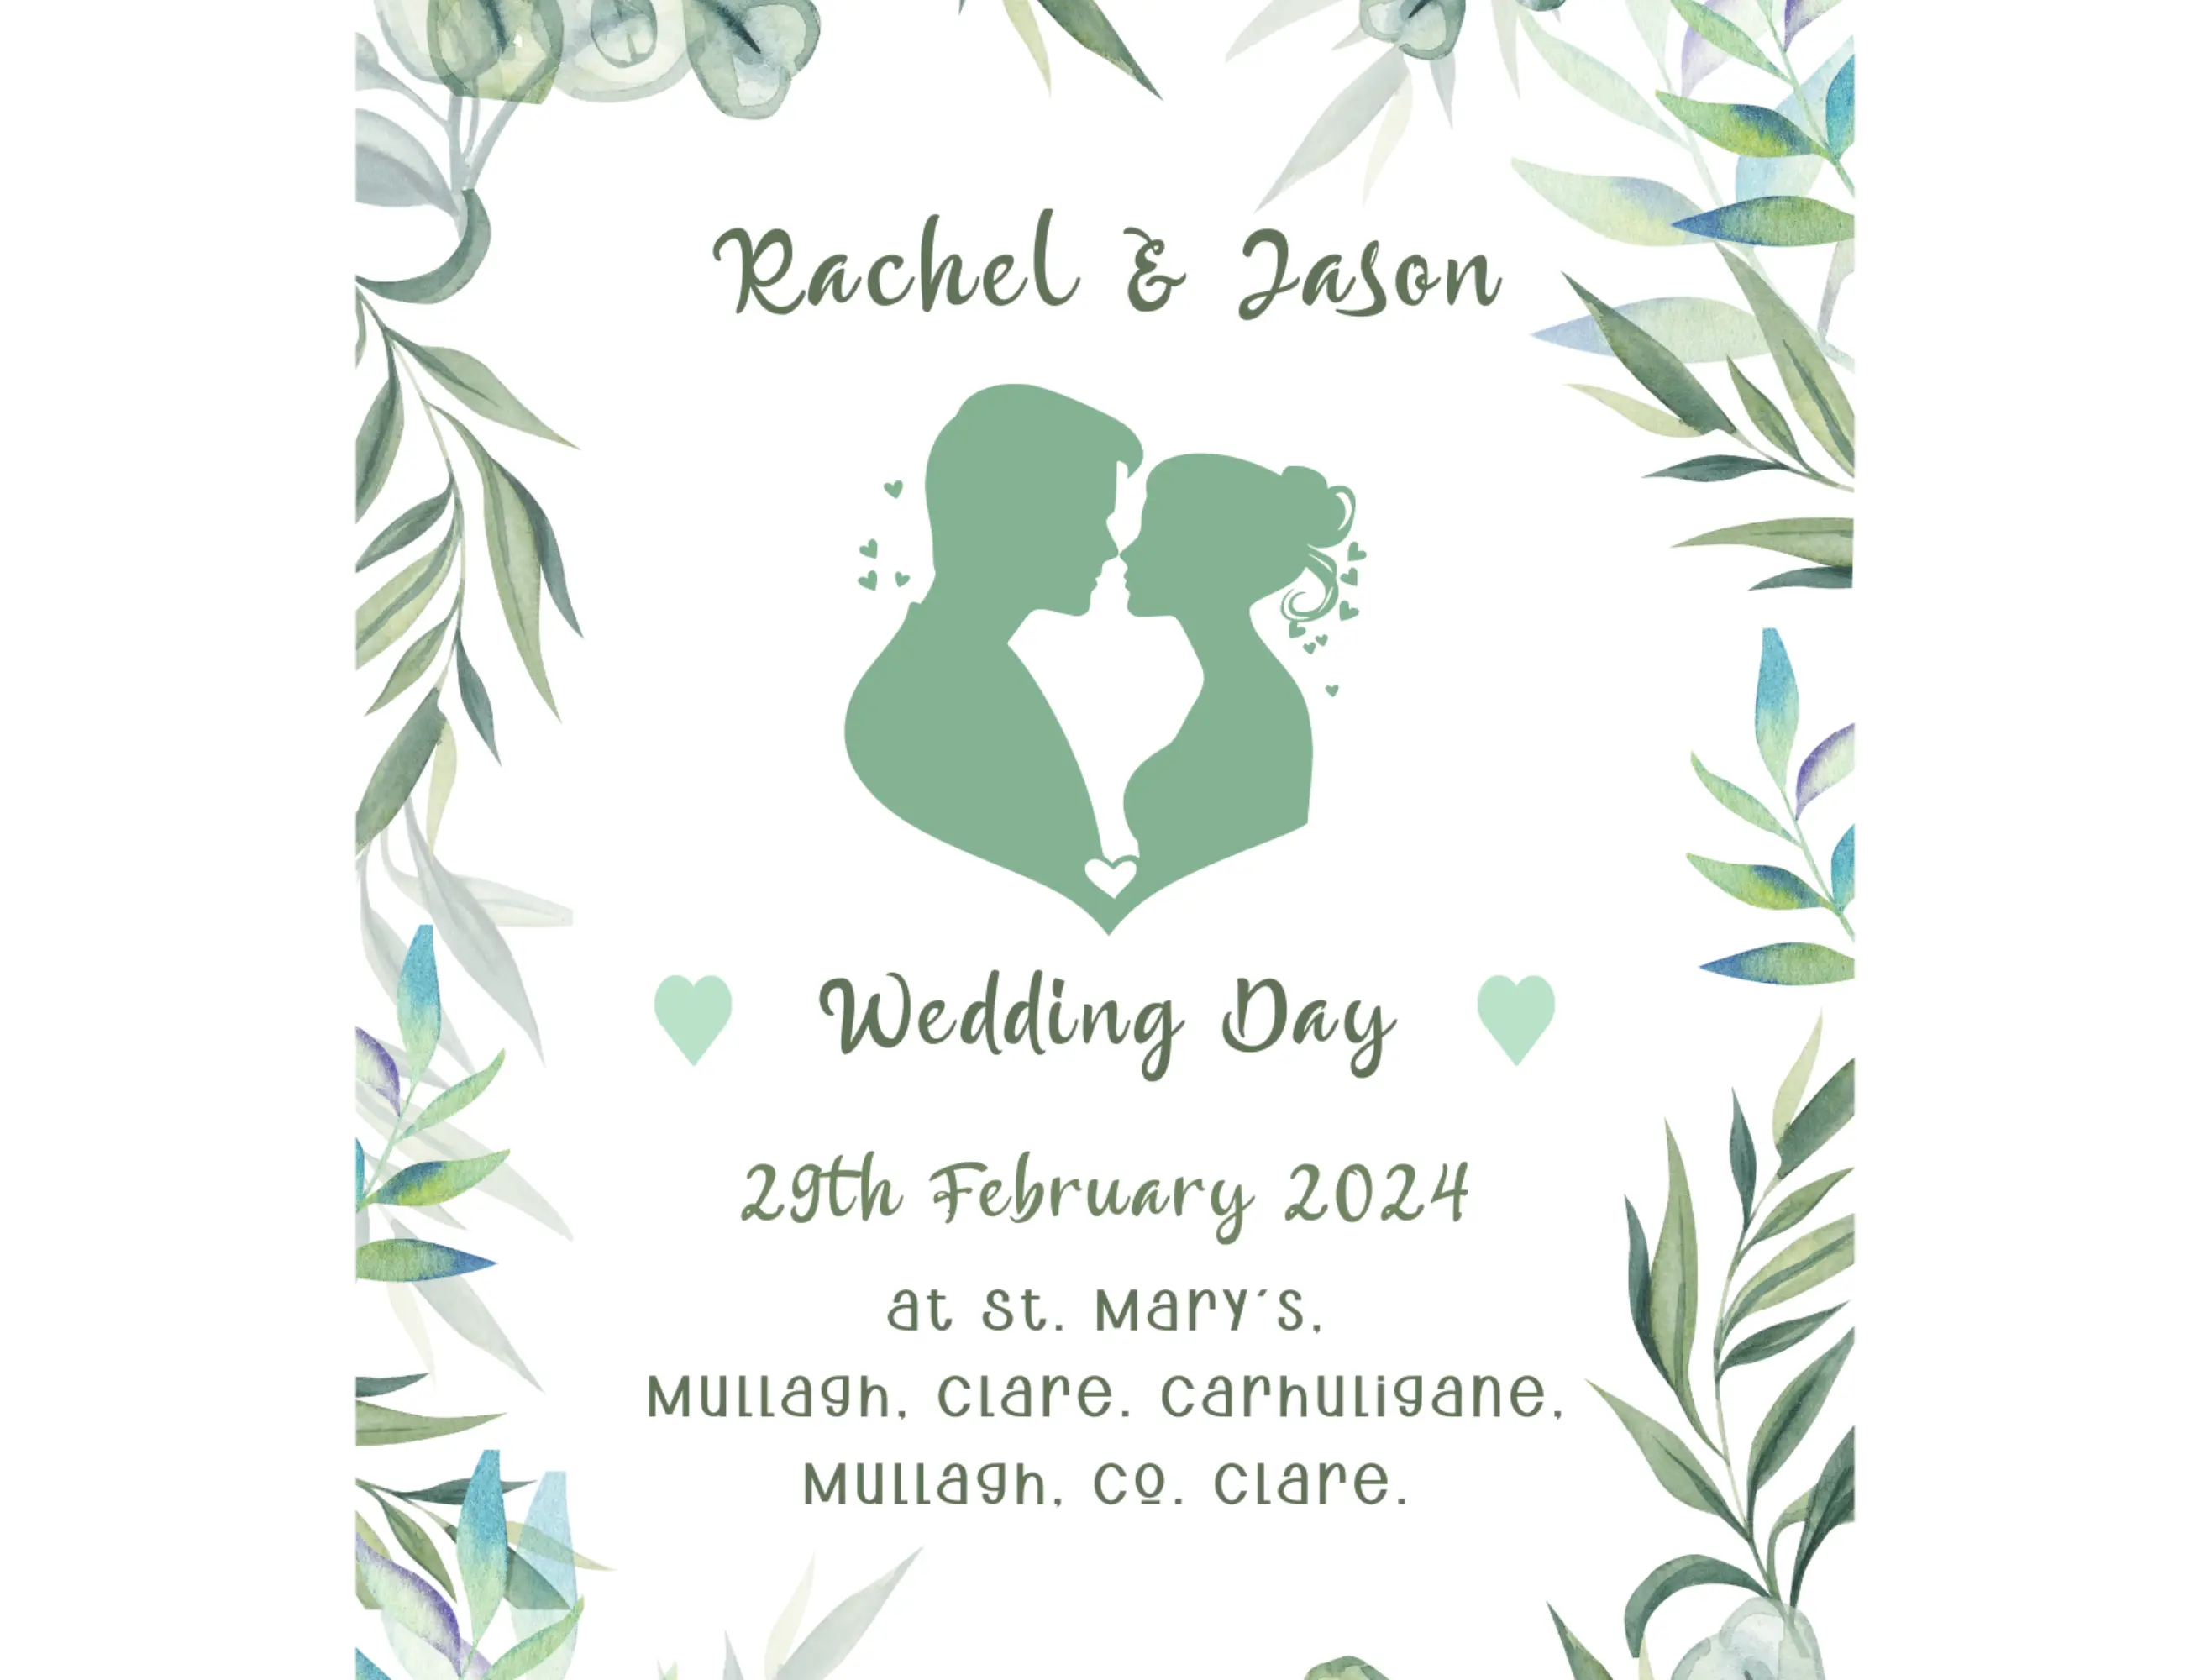 Rachel & Jason
Wedding Day
29th February 2024
at St. Mary's,
Mullagh, Clare. Carhuligane,
Mullagh, Co. Clare.